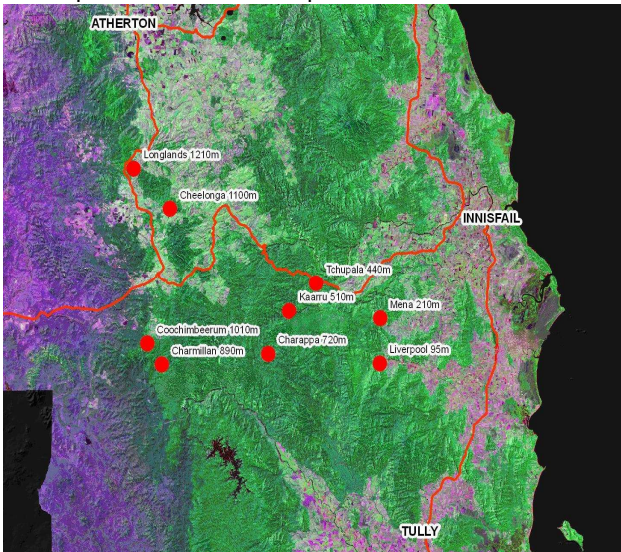 ATHERTON
Longlands 1210m
Cheelonga 1100m
INNISFAIL
Tchupala 440m
Kaarru 510m
Mena 210m
Coochimbeerum 1010m
Charappa 720m
Charmillan 890m
Liverpool 95m
TULLY